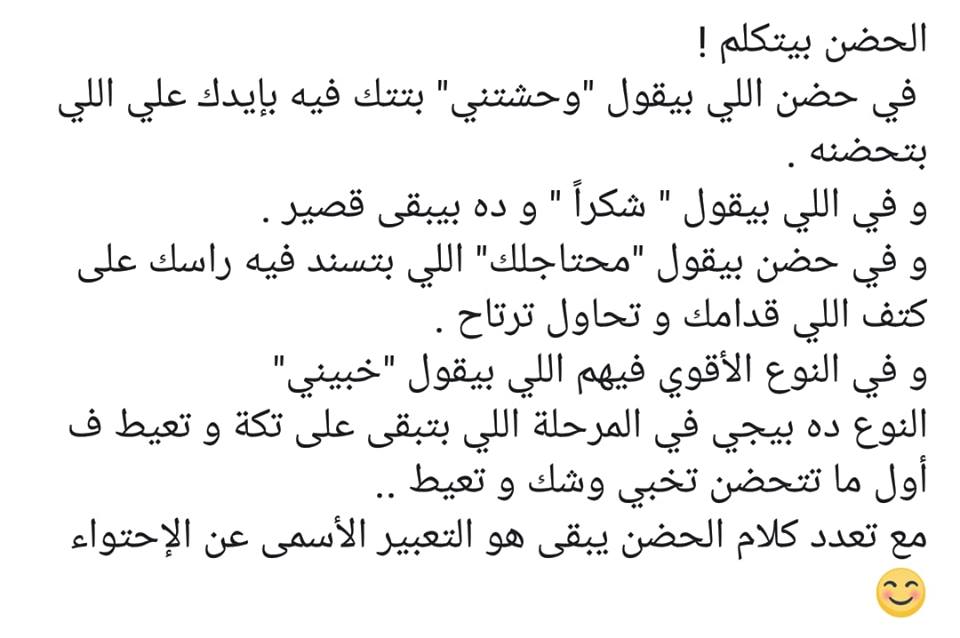 الحضن بيتكلم !
في حضن اللي بيقول "وحشتني" بتتك فيه بإيدك علي اللي
بتحضنه .
و في اللي بيقول " شكراً " و ده بيبقى قصير .
و في حضن بيقول "محتاجلك" اللي بتسند فيه راسك على
كتف اللي قدامك و تحاول ترتاح .
و في النوع الأقوي فيهم اللي بيقول "خبيني"
النوع ده بيجي في المرحلة اللي بتبقى على تكة و تعيط ف
أول ما تتحضن تخبي وشك و تعيط ..
مع تعدد كلام الحضن يبقى هو التعبير الأسمى عن الإحتواء
😊